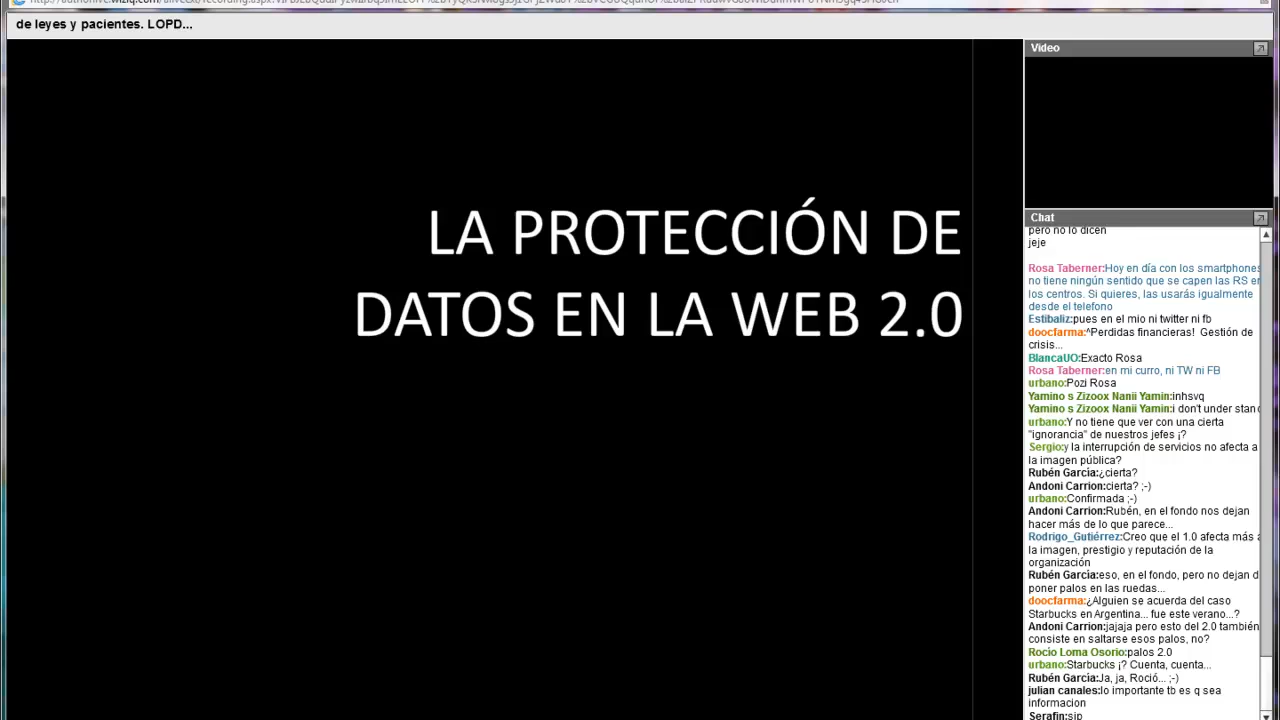 de leyes y pacientes. LOPD...
LA PROTECCIÓN DE
DATOS EN LA WEB 2.0
Video
Chat
pero no lo dicen
jeje
Rosa Taberner:Hoy en día con los smartphones
no tiene ningún sentido que se capen las RS en
los centros. Si quieres, las usarás igualmente
desde el telefono
Estibaliz:pues en el mio ni twitter ni fb
doocfarma:^Perdidas financieras! Gestión de
crisis...
BlancaUO:Exacto Rosa
Rosa Taberner:en mi curro, ni TW ni FB
urbano:Pozi Rosa
Yamino s Zizoox Nanii Yamin:inhsvq
Yamino s Zizoox Nanii Yamin:i don't under stand
urbano:Y no tiene que ver con una cierta
"ignorancia" de nuestros jefes ¡?
Sergio:y la interrupción de servicios no afecta a
la imagen pública?
Rubén García:¿cierta?
Andoni Carrion:cierta? ;-)
urbano:Confirmada ;-)
Andoni Carrion:Rubén, en el fondo nos dejan
hacer más de lo que parece...
Rodrigo_Gutiérrez:Creo que el 1.0 afecta más a
la imagen, prestigio y reputación de la
organización
Rubén García:eso, en el fondo, pero no dejan d
poner palos en las ruedas...
doocfarma:¿Alguien se acuerda del caso
Starbucks en Argentina... fue este verano...?
Andoni Carrion:jajaja pero esto del 2.0 también
consiste en saltarse esos palos, no?
Rocío Loma Osorio:palos 2.0
urbano:Starbucks ¡? Cuenta, cuenta...
Rubén García:Ja, ja, Roció... ;-)
julian canales:lo importante tb es q sea
informacion
Serafin:sip